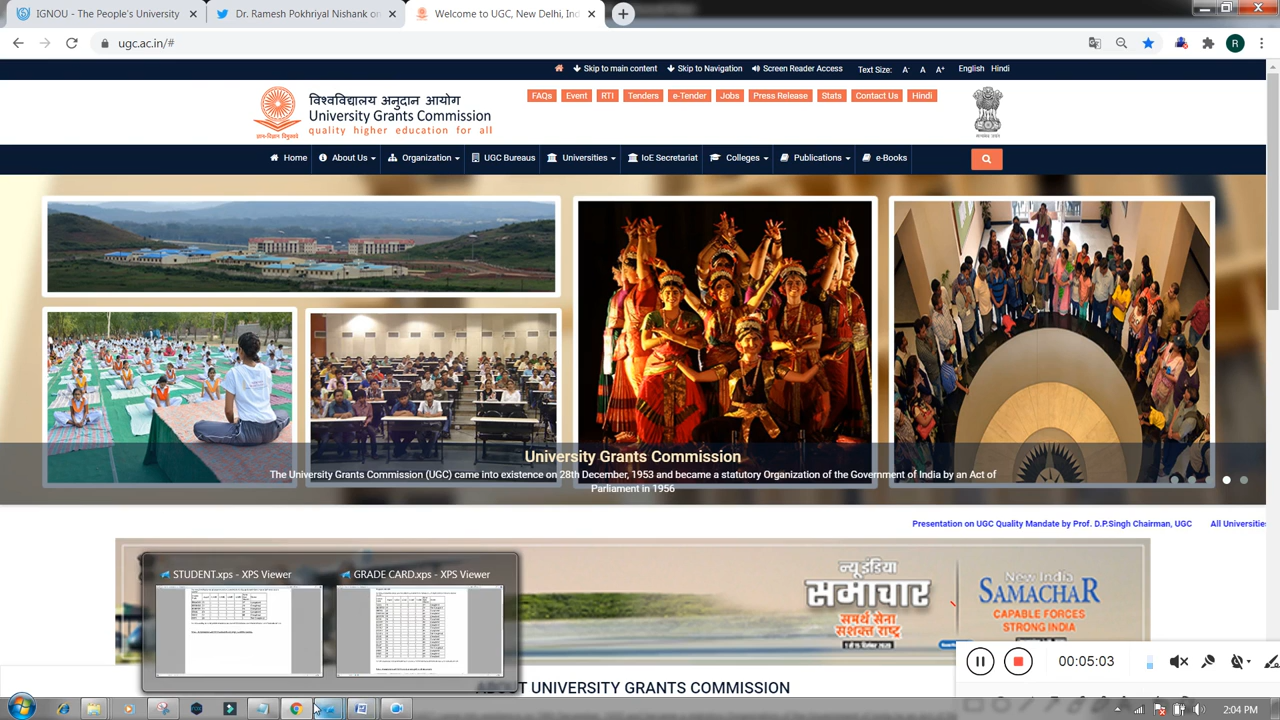 IGNOU - The People's University
Dr. Ramesh Pokhriyal Nishank on
Welcome to UGC, New Delhi, Ind
ugc.ac.in/#
R
Skip to main content
Skip to Navigation
Screen Reader Access
Text Size: A- A A+
English Hindi
विश्वविद्यालय अनुदान आयोग
University Grants Commission
quality higher education for all
ज्ञान-विज्ञान विमुक्तये
FAQs Event RTI Tenders e-Tender Jobs Press Release Stats Contact Us Hindi
सत्यमेव जयते
Home About Us Organization UGC Bureaus Universities IoE Secretariat Colleges Publications e-Books
University Grants Commission
The University Grants Commission (UGC) came into existence on 28th December, 1953 and became a statutory Organization of the Government of India by an Act of
Parliament in 1956
Presentation on UGC Quality Mandate by Prof. D.P.Singh Chairman, UGC All Universitie
न्यू इंडिया
समाचार
समर्थ सेना
सशक्त राष्ट्र
New India
SAMACHAR
CAPABLE FORCES
STRONG INDIA
STUDENT.xps - XPS Viewer
GRADE CARD.xps - XPS Viewer
00:05:03
ABOUT UNIVERSITY GRANTS COMMISSION
2:04 PM